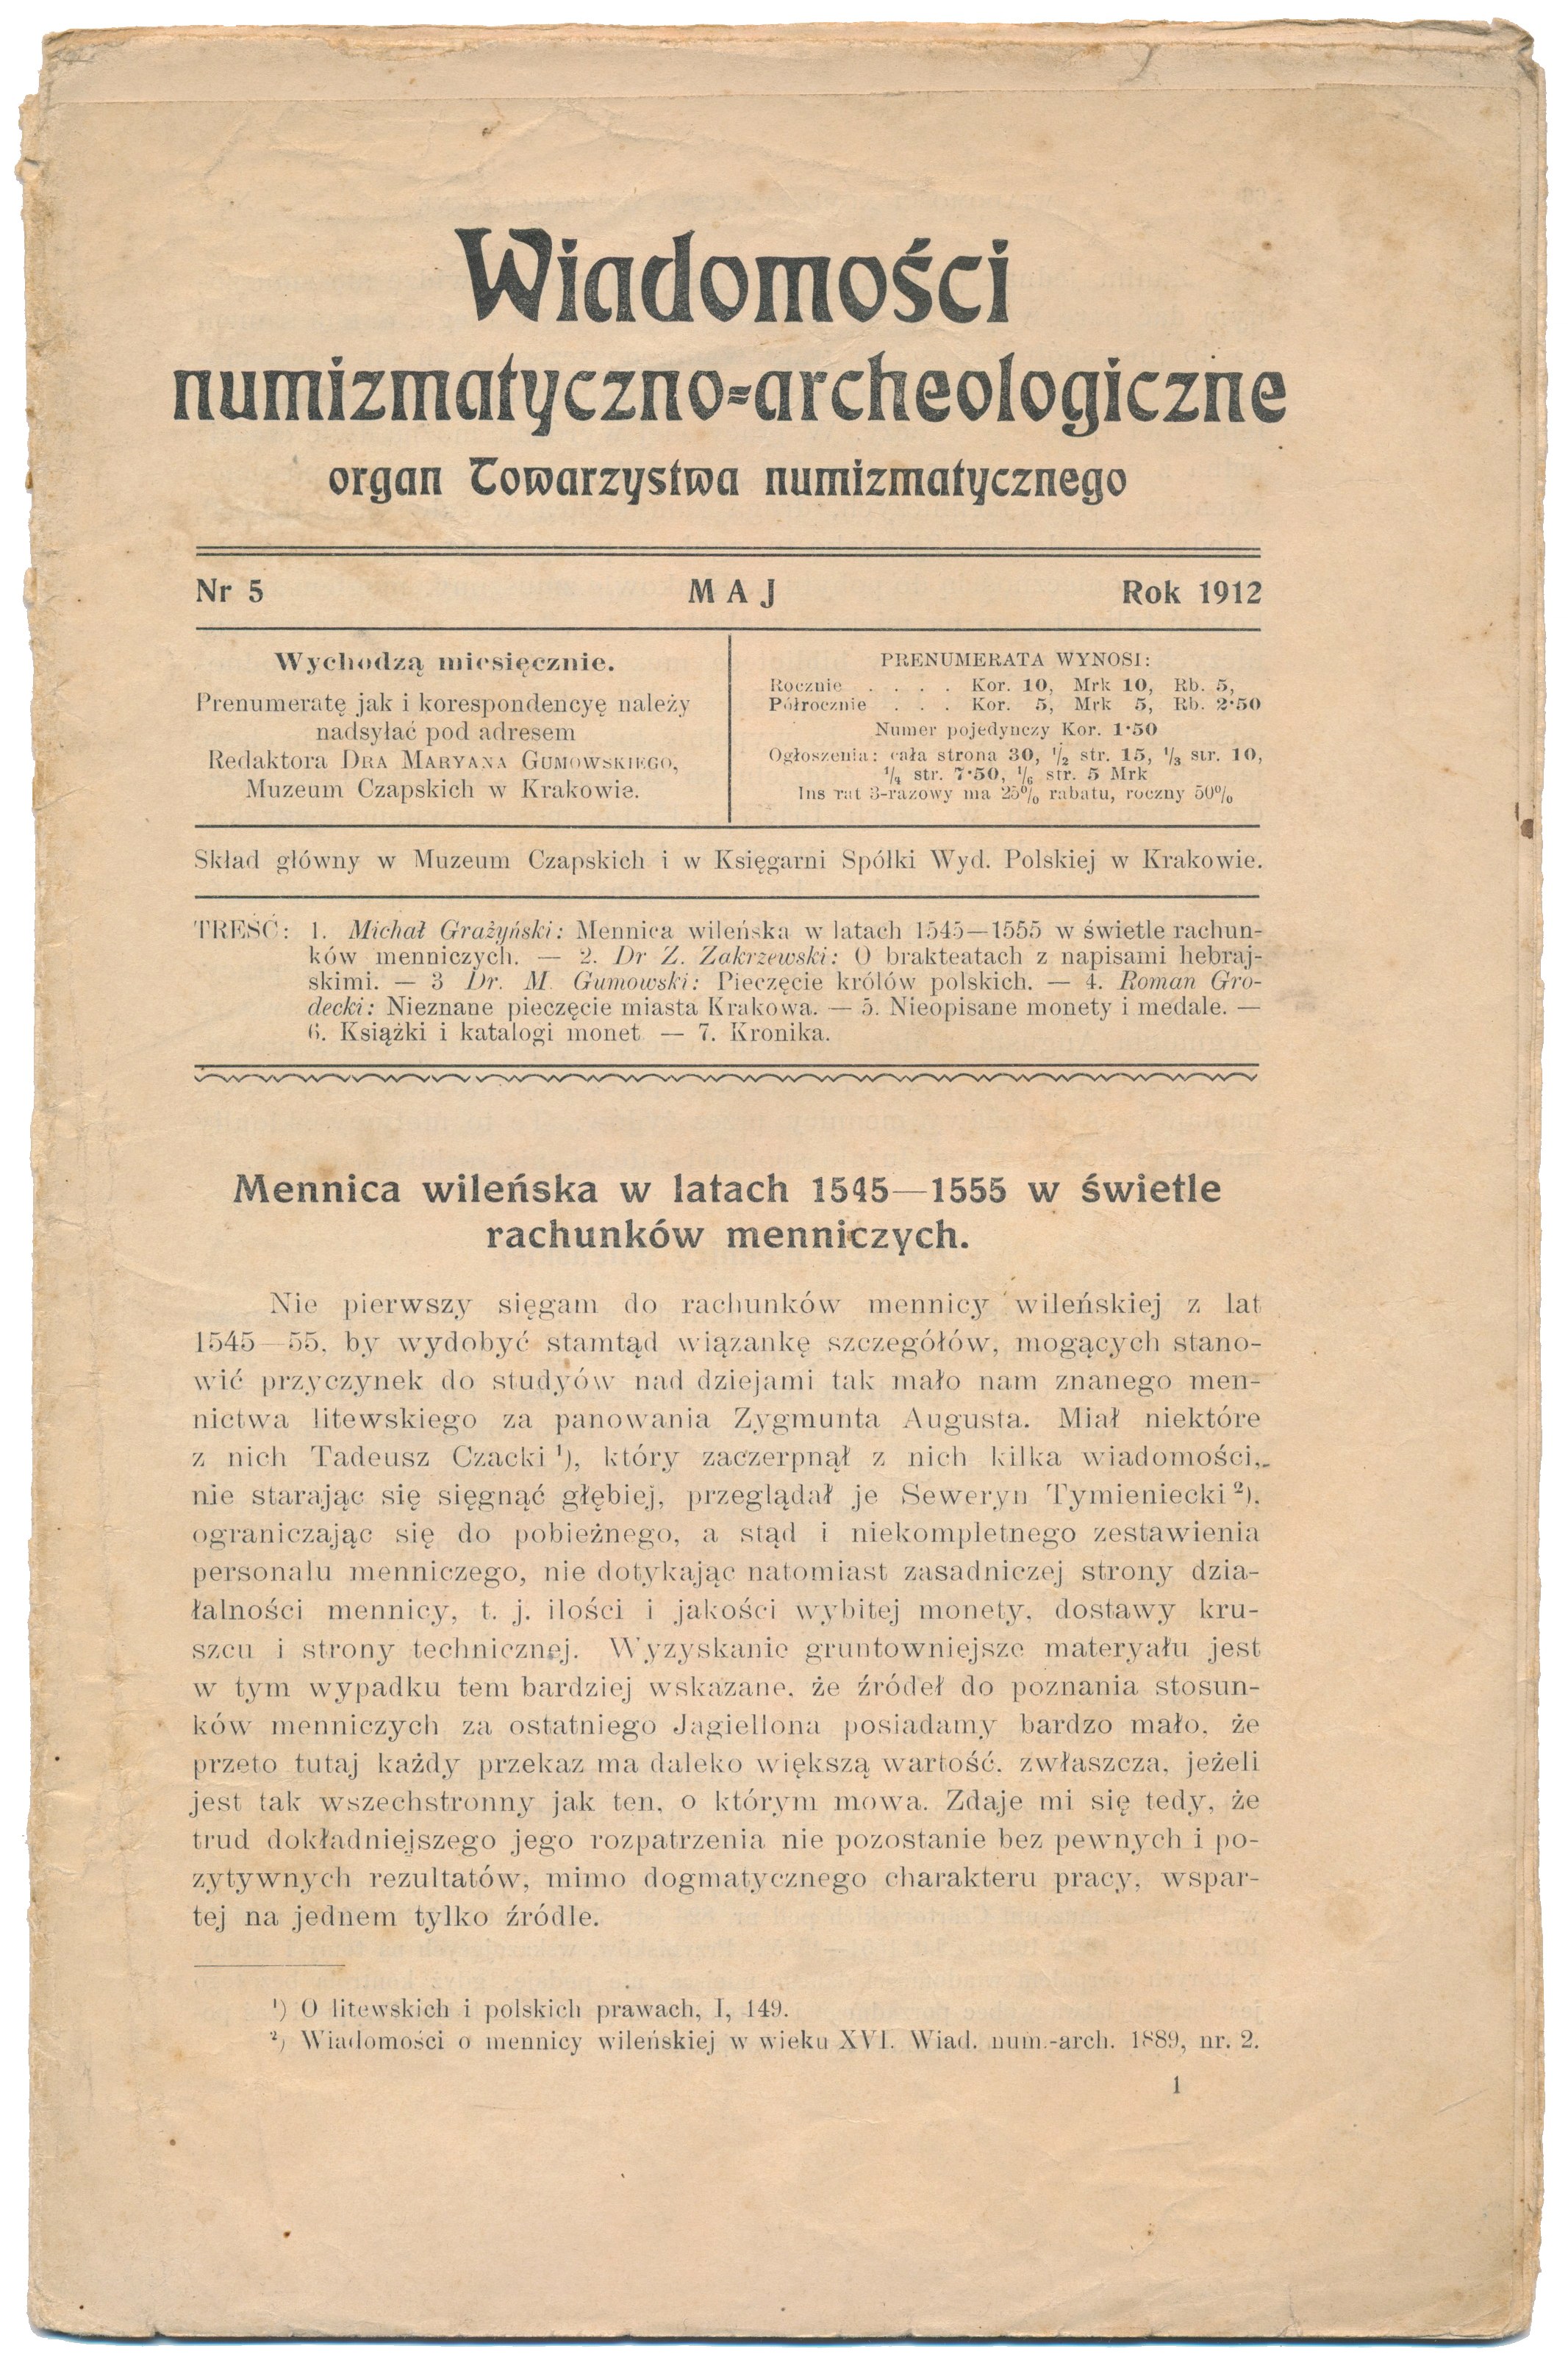 Wiadomości
numizmatyczno-archeologiczne
organ Towarzystwa numizmatycznego
Nr 5 MAJ Rok 1912
Wychodzą miesięcznie.
Prenumeratę jak i korespondencyę należy
nadsyłać pod adresem
Redaktora Dra Maryana Gumowskiego,
Muzeum Czapskich w Krakowie.
PRENUMERATA WYNOSI:
Rocznie . . . . Kor. 10, Mrk 10, Rb. 5,
Półrocznie . . . Kor. 5, Mrk 5, Rb. 2·50
Numer pojedynczy Kor. 1·50
Ogłoszenia: cała strona 30, 1/2 str. 15, 1/3 str. 10,
1/4 str. 7·50, 1/6 str. 5 Mrk
Ins rat 3-razowy ma 25% rabatu, roczny 50%
Skład główny w Muzeum Czapskich i w Księgarni Spółki Wyd. Polskiej w Krakowie.
TREŚĆ: 1. Michał Grażyński: Mennica wileńska w latach 1545—1555 w świetle rachun-
ków menniczych. — 2. Dr Z. Zakrzewski: O brakteatach z napisami hebraj-
skimi. — 3 Dr. M. Gumowski: Pieczęcie królów polskich. — 4. Roman Gro-
decki: Nieznane pieczęcie miasta Krakowa. — 5. Nieopisane monety i medale. —
6. Książki i katalogi monet — 7. Kronika.
Mennica wileńska w latach 1545—1555 w świetle
rachunków menniczych.
Nie pierwszy sięgam do rachunków mennicy wileńskiej z lat
1545—55, by wydobyć stamtąd wiązankę szczegółów, mogących stano-
wić przyczynek do studyów nad dziejami tak mało nam znanego men-
nictwa litewskiego za panowania Zygmunta Augusta. Miał niektóre
z nich Tadeusz Czacki ¹), który zaczerpnął z nich kilka wiadomości,
nie starając się sięgnąć głębiej, przeglądał je Seweryn Tymieniecki ²),
ograniczając się do pobieżnego, a stąd i niekompletnego zestawienia
personalu menniczego, nie dotykając natomiast zasadniczej strony dzia-
łalności mennicy, t. j. ilości i jakości wybitej monety, dostawy kru-
szcu i strony technicznej. Wyzyskanie gruntowniejsze materyału jest
w tym wypadku tem bardziej wskazane, że źródeł do poznania stosun-
ków menniczych za ostatniego Jagiellona posiadamy bardzo mało, że
przeto tutaj każdy przekaz ma daleko większą wartość, zwłaszcza, jeżeli
jest tak wszechstronny jak ten, o którym mowa. Zdaje mi się tedy, że
trud dokładniejszego jego rozpatrzenia nie pozostanie bez pewnych i po-
zytywnych rezultatów, mimo dogmatycznego charakteru pracy, wspar-
tej na jednem tylko źródle.
¹) O litewskich i polskich prawach, I, 149.
²) Wiadomości o mennicy wileńskiej w wieku XVI. Wiad. num.-arch. 1889, nr. 2.
1